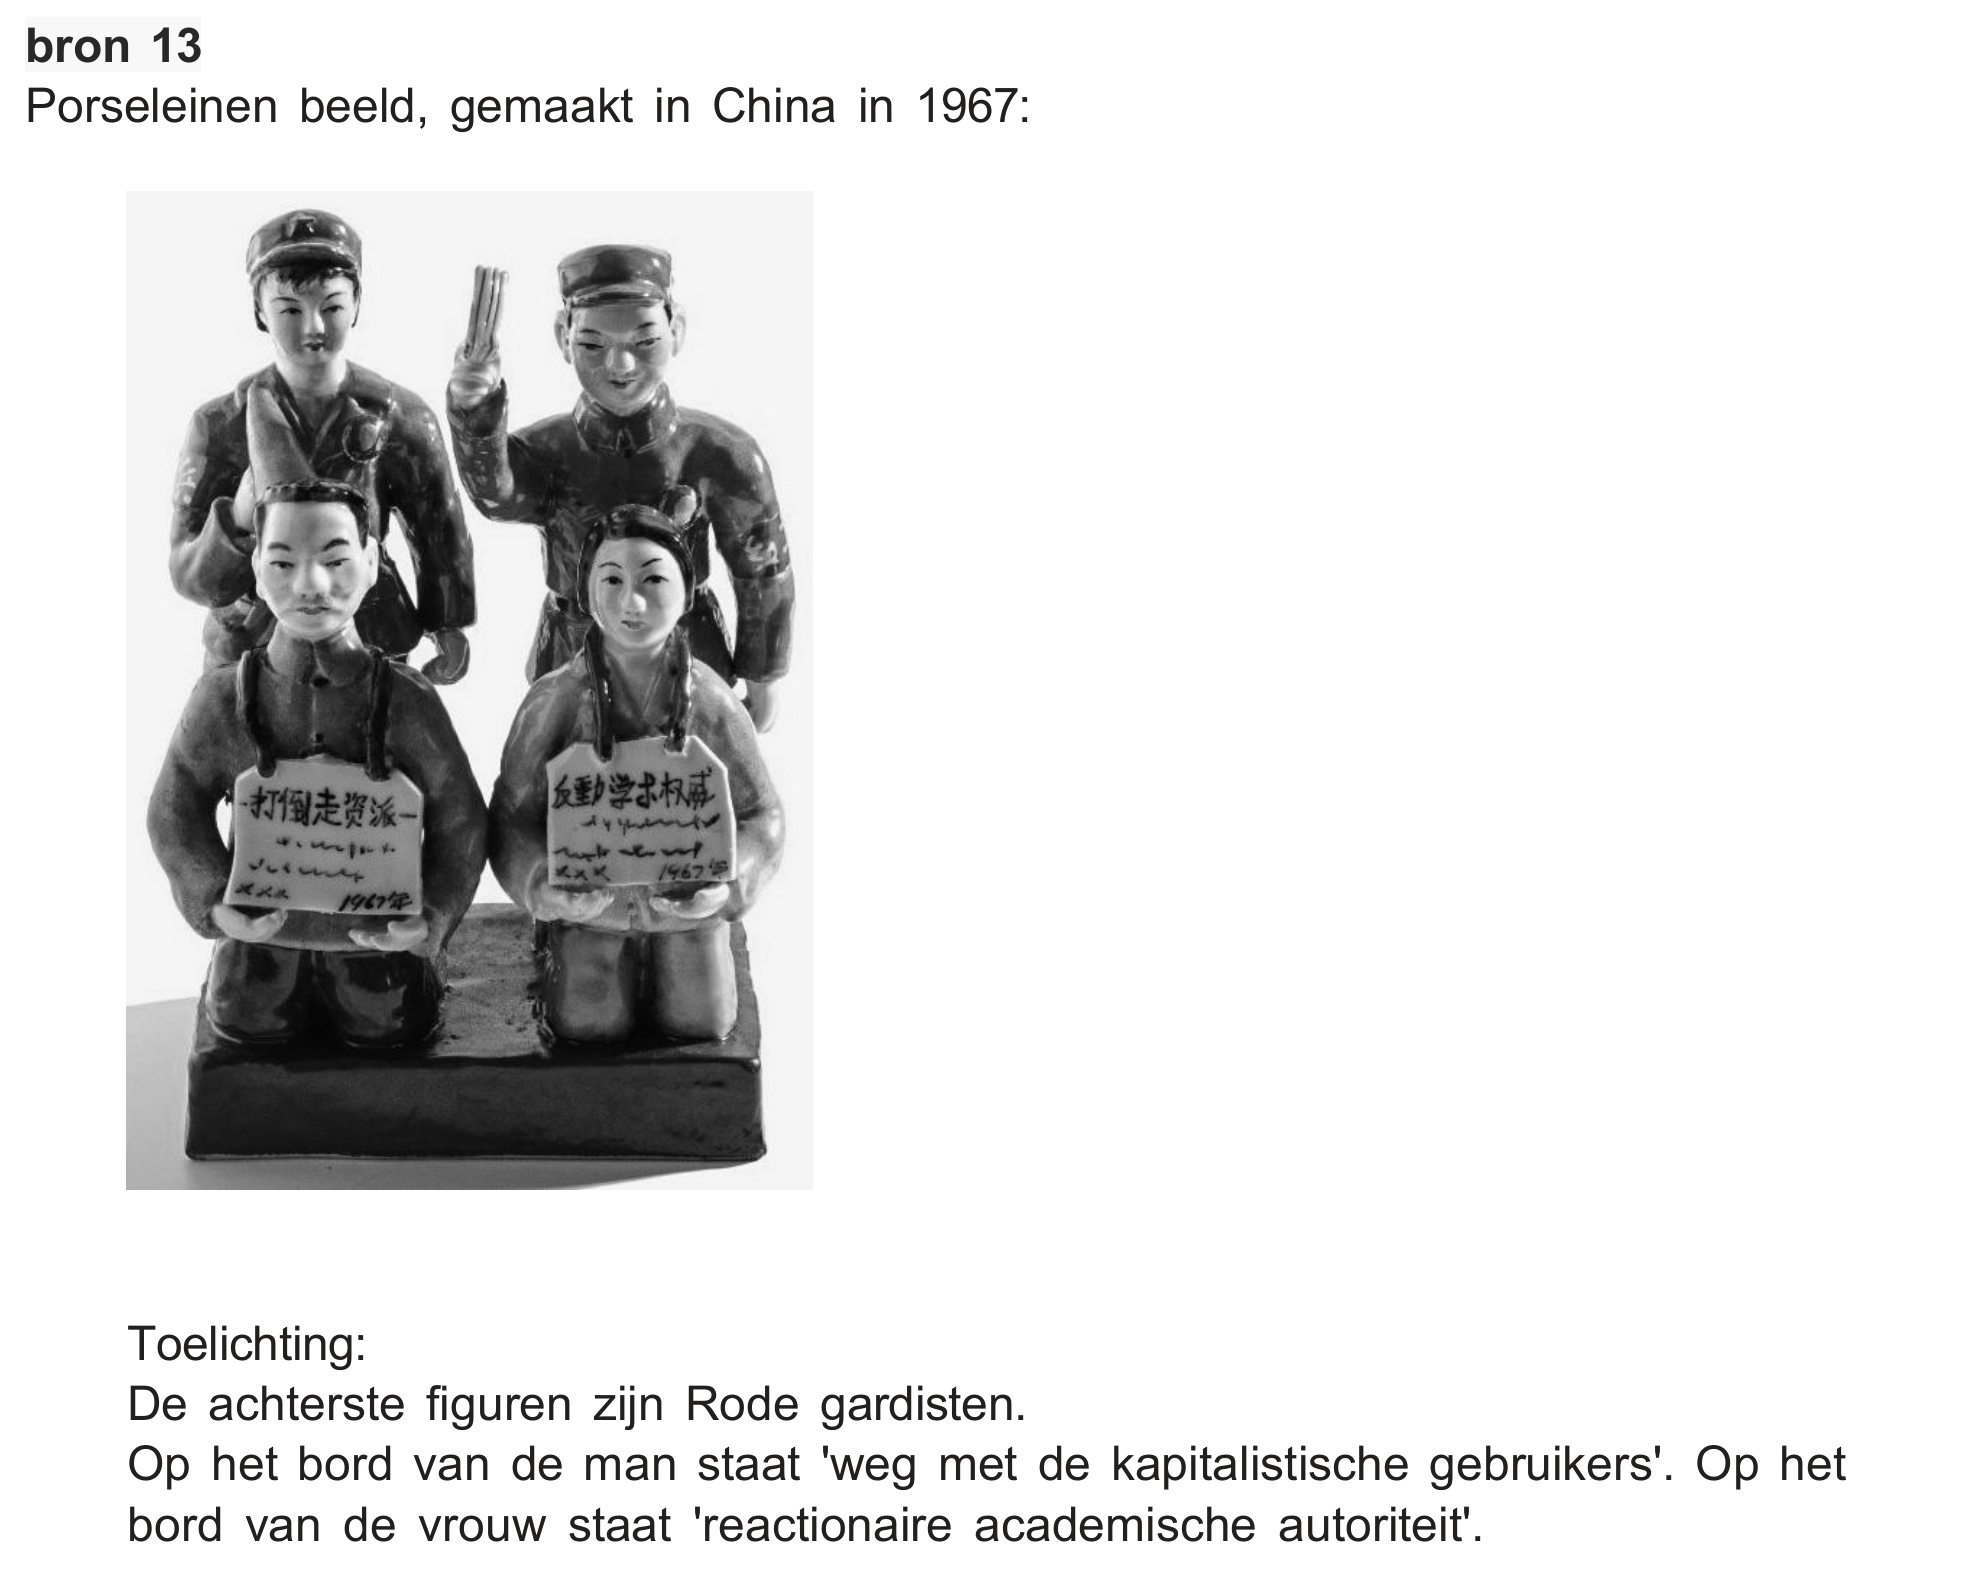 bron 13
Porseleinen beeld, gemaakt in China in 1967:
打倒走资派
xxx 1967年
反動学术权威
xxx 1967年
Toelichting:
De achterste figuren zijn Rode gardisten.
Op het bord van de man staat 'weg met de kapitalistische gebruikers'. Op het
bord van de vrouw staat 'reactionaire academische autoriteit'.